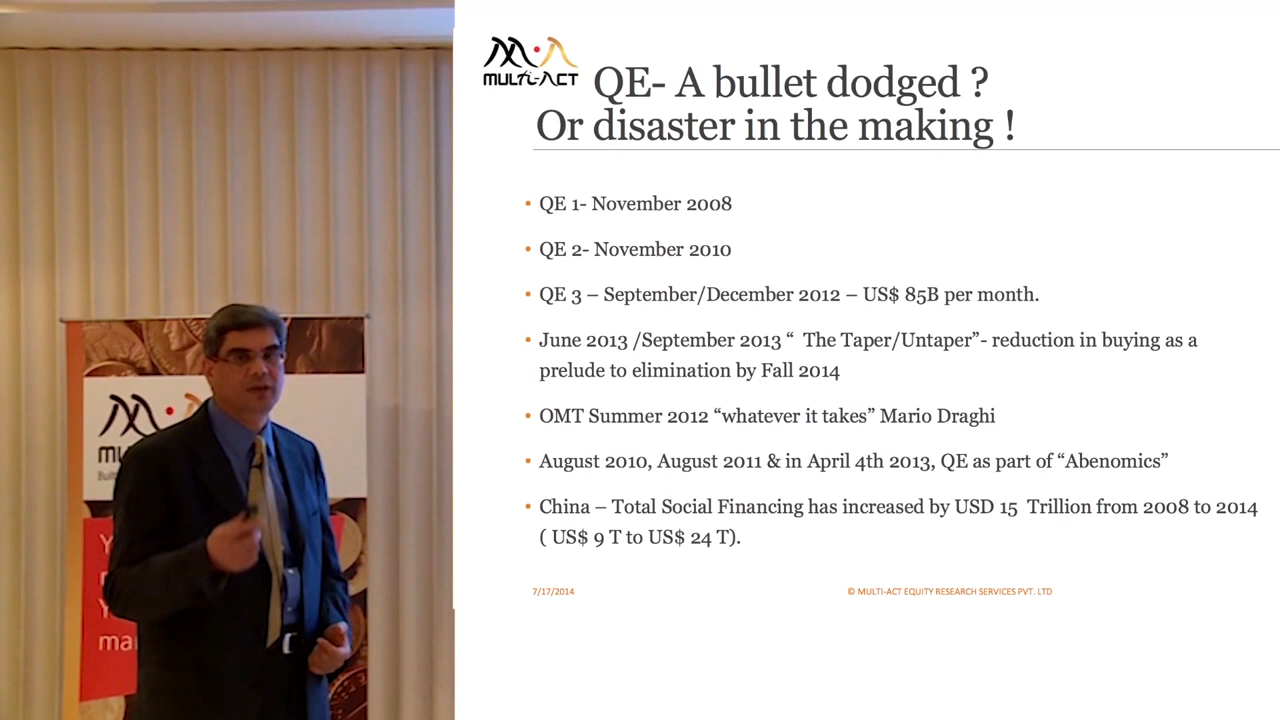 MULTI-ACT
QE- A bullet dodged ?
Or disaster in the making !
• QE 1- November 2008
• QE 2- November 2010
• QE 3 – September/December 2012 – US$ 85B per month.
• June 2013 /September 2013 “ The Taper/Untaper”- reduction in buying as a
prelude to elimination by Fall 2014
• OMT Summer 2012 “whatever it takes” Mario Draghi
• August 2010, August 2011 & in April 4th 2013, QE as part of “Abenomics”
• China – Total Social Financing has increased by USD 15 Trillion from 2008 to 2014
( US$ 9 T to US$ 24 T).
7/17/2014
© MULTI-ACT EQUITY RESEARCH SERVICES PVT. LTD